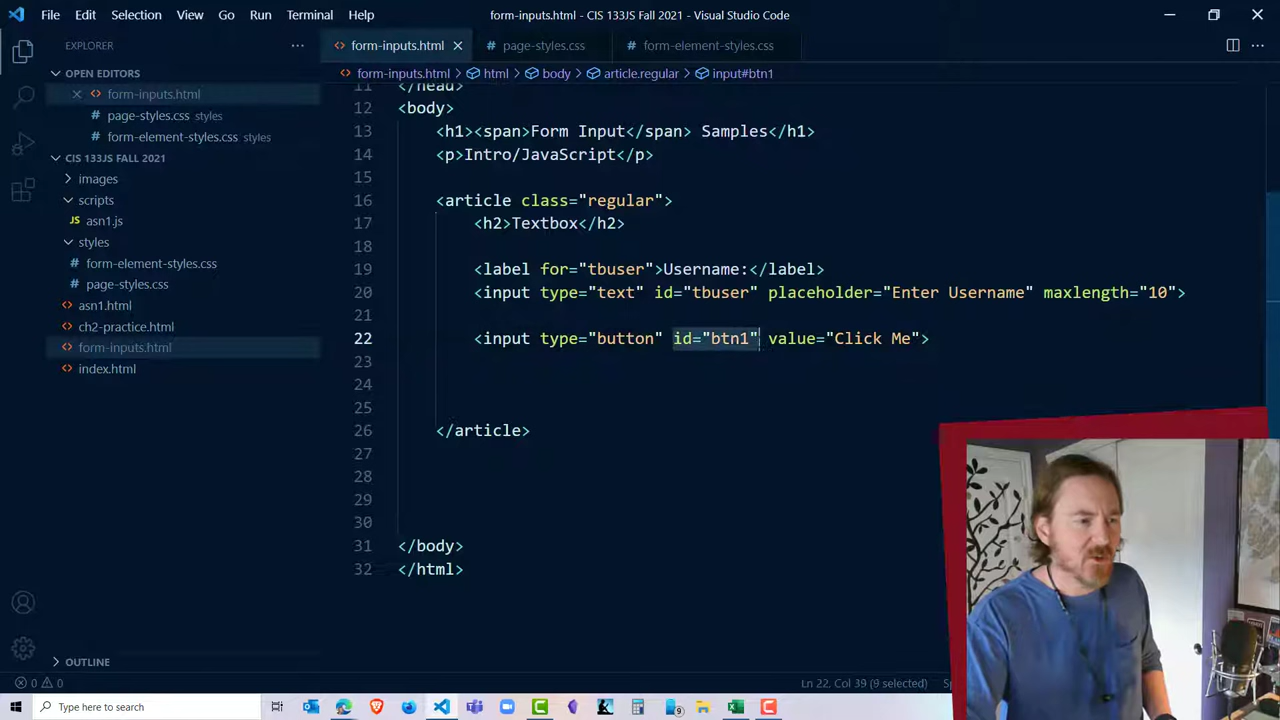 File Edit Selection View Go Run Terminal Help form-inputs.html - CIS 133JS Fall 2021 - Visual Studio Code
EXPLORER
form-inputs.html
page-styles.css
form-element-styles.css
OPEN EDITORS
form-inputs.html > html > body > article.regular > input#btn1
form-inputs.html
page-styles.css styles
form-element-styles.css styles
CIS 133JS FALL 2021
images
scripts
asn1.js
styles
form-element-styles.css
page-styles.css
asn1.html
ch2-practice.html
form-inputs.html
index.html
OUTLINE
11 </head>
12 <body>
13 <h1><span>Form Input</span> Samples</h1>
14 <p>Intro/JavaScript</p>
15
16 <article class="regular">
17 <h2>Textbox</h2>
18
19 <label for="tbuser">Username:</label>
20 <input type="text" id="tbuser" placeholder="Enter Username" maxlength="10">
21
22 <input type="button" id="btn1" value="Click Me">
23
24
25
26 </article>
27
28
29
30
31 </body>
32 </html>
0 0 Ln 22, Col 39 (9 selected)
Type here to search